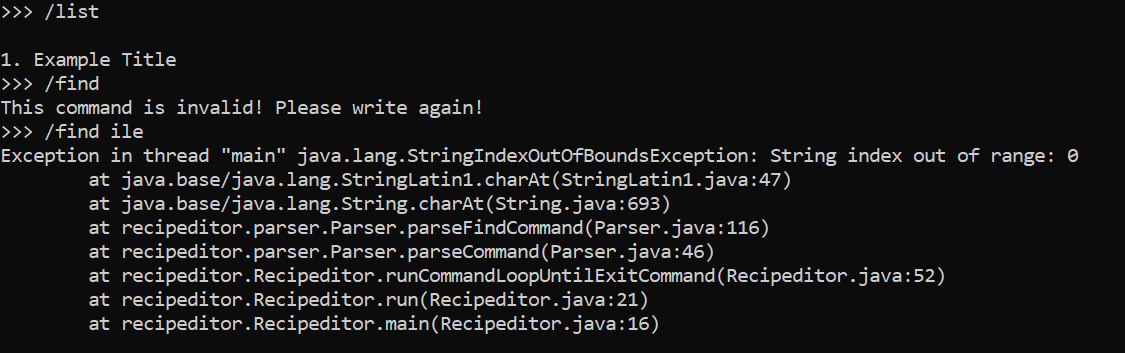 >>> /list

1. Example Title
>>> /find
This command is invalid! Please write again!
>>> /find ile
Exception in thread "main" java.lang.StringIndexOutOfBoundsException: String index out of range: 0
        at java.base/java.lang.StringLatin1.charAt(StringLatin1.java:47)
        at java.base/java.lang.String.charAt(String.java:693)
        at recipeditor.parser.Parser.parseFindCommand(Parser.java:116)
        at recipeditor.parser.Parser.parseCommand(Parser.java:46)
        at recipeditor.Recipeditor.runCommandLoopUntilExitCommand(Recipeditor.java:52)
        at recipeditor.Recipeditor.run(Recipeditor.java:21)
        at recipeditor.Recipeditor.main(Recipeditor.java:16)